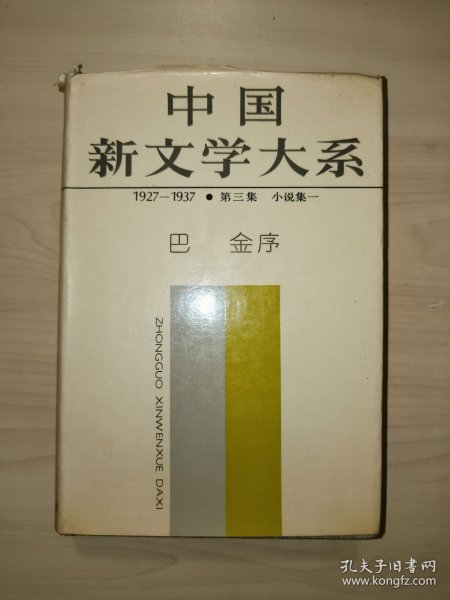 中国
新文学大系
1927—1937 ● 第三集 小说集一
巴 金序
ZHONGGUO XINWENXUE DAXI
孔夫子旧书网
www.kongfz.com